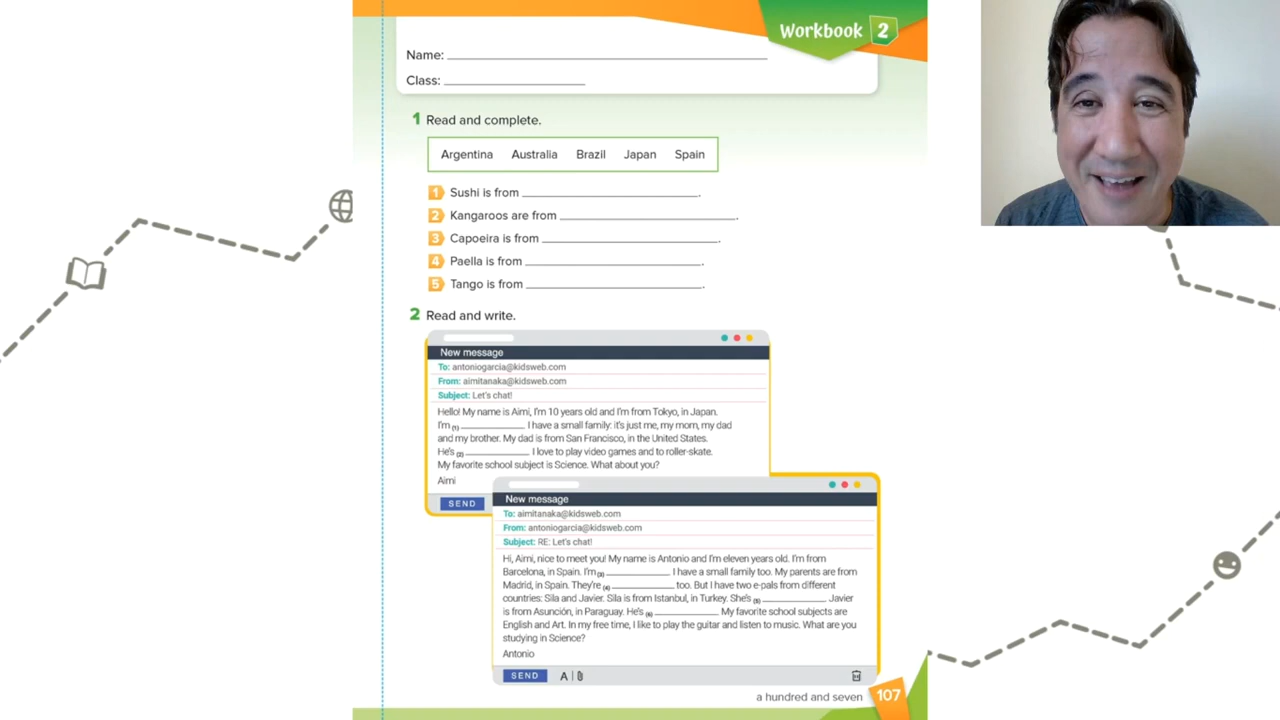 Workbook 2
Name:
Class:
1 Read and complete.
Argentina Australia Brazil Japan Spain
1 Sushi is from ______.
2 Kangaroos are from ______.
3 Capoeira is from ______.
4 Paella is from ______.
5 Tango is from ______.
2 Read and write.
New message
To: antoniogarcia@kidsweb.com
From: aimitanaka@kidsweb.com
Subject: Let's chat!
Hello! My name is Aimi, I'm 10 years old and I'm from Tokyo, in Japan.
I'm (1) ______ I have a small family: it's just me, my mom, my dad
and my brother. My dad is from San Francisco, in the United States.
He's (2) ______ I love to play video games and to roller-skate.
My favorite school subject is Science. What about you?
Aimi
SEND
New message
To: aimitanaka@kidsweb.com
From: antoniogarcia@kidsweb.com
Subject: RE: Let's chat!
Hi, Aimi, nice to meet you! My name is Antonio and I'm eleven years old. I'm from
Barcelona, in Spain. I'm (3) ______ I have a small family too. My parents are from
Madrid, in Spain. They're (4) ______ too. But I have two e-pals from different
countries: Sila and Javier. Sila is from Istanbul, in Turkey. She's (5) ______. Javier
is from Asunción, in Paraguay. He's (6) ______. My favorite school subjects are
English and Art. In my free time, I like to play the guitar and listen to music. What are you
studying in Science?
Antonio
SEND A
a hundred and seven 107